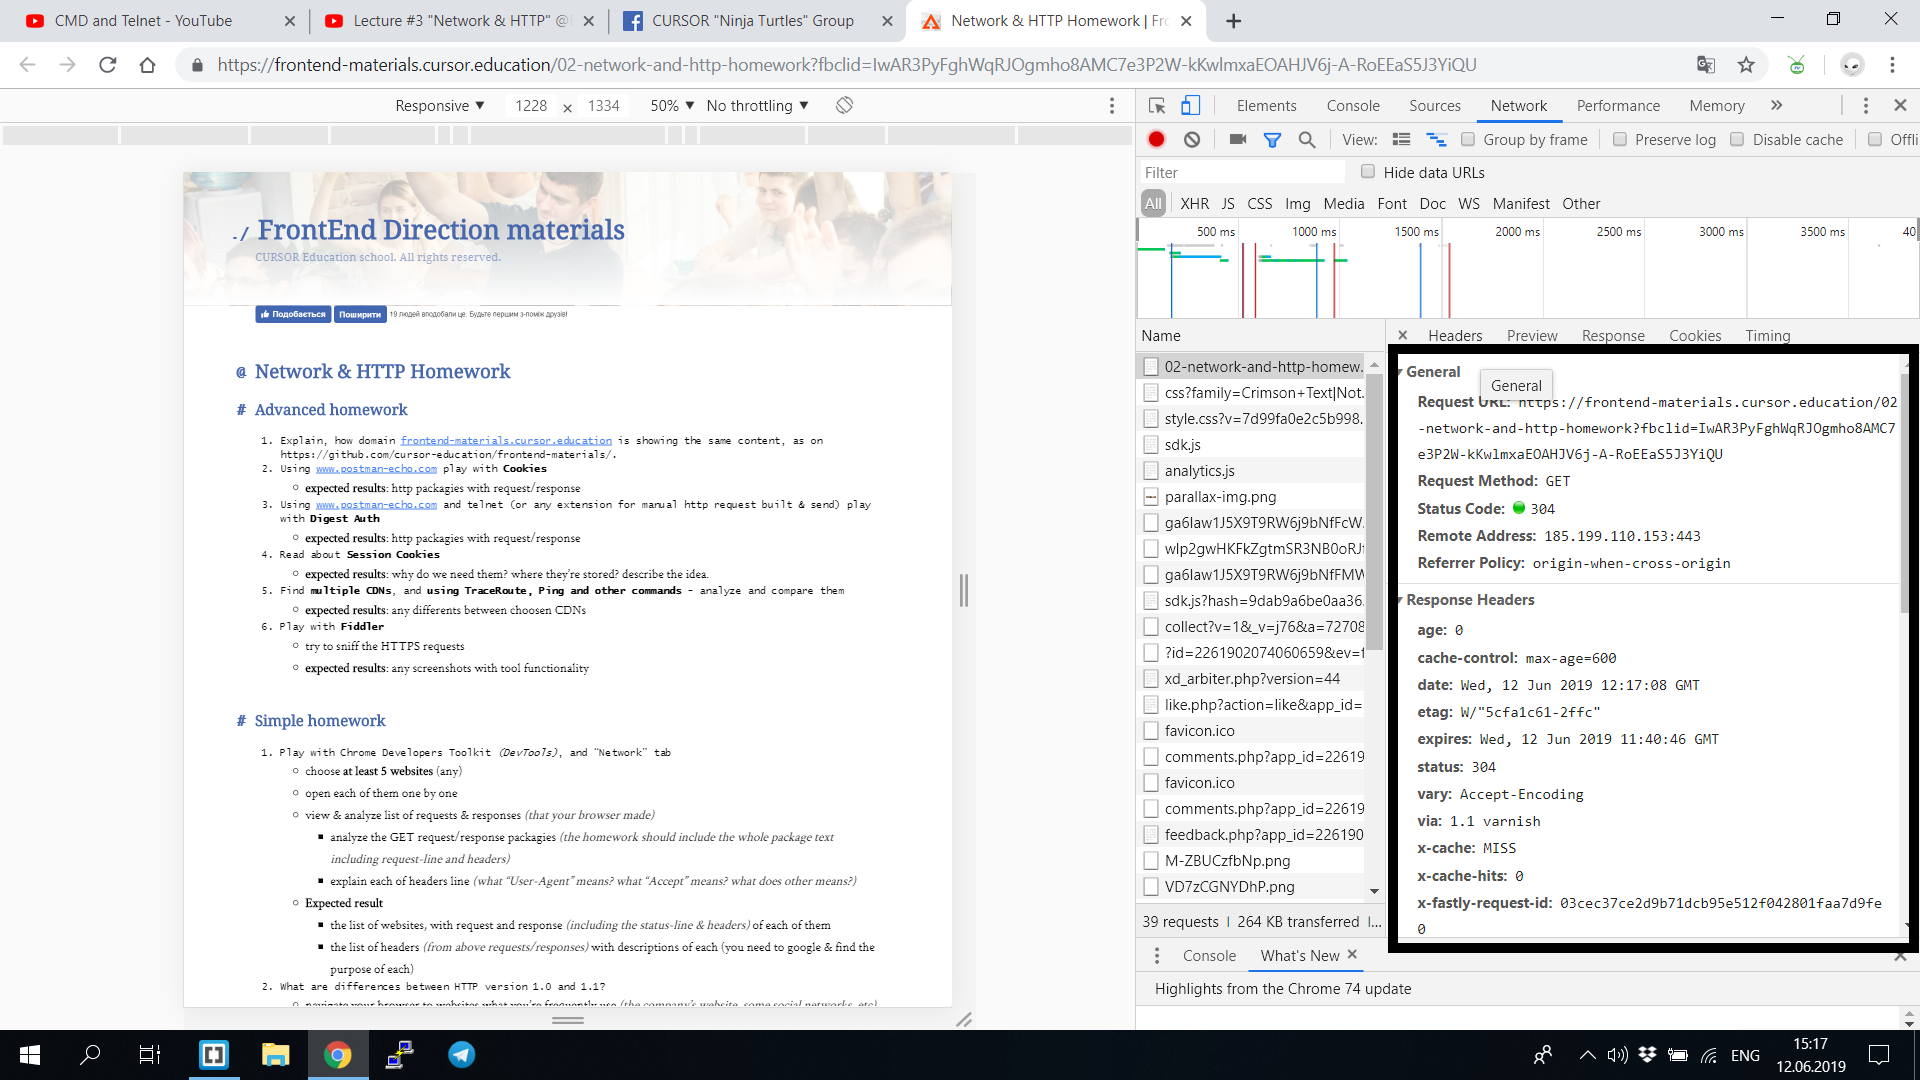 CMD and Telnet - YouTube
Lecture #3 "Network & HTTP" @
CURSOR "Ninja Turtles" Group
Network & HTTP Homework | Fro
https://frontend-materials.cursor.education/02-network-and-http-homework?fbclid=IwAR3PyFghWqRJOgmho8AMC7e3P2W-kKwlmxaEOAHJV6j-A-RoEEaS5J3YiQU
Responsive ▼ 1228 × 1334 50% ▼ No throttling ▼
Elements Console Sources Network Performance Memory »
View: Group by frame Preserve log Disable cache Offli
Filter Hide data URLs
All XHR JS CSS Img Media Font Doc WS Manifest Other
500 ms 1000 ms 1500 ms 2000 ms 2500 ms 3000 ms 3500 ms 40
./ FrontEnd Direction materials
CURSOR Education school. All rights reserved.
Подобається Поширити 19 людей вподобали це. Будьте першим з-поміж друзів!
@ Network & HTTP Homework
# Advanced homework
1. Explain, how domain frontend-materials.cursor.education is showing the same content, as on
https://github.com/cursor-education/frontend-materials/.
2. Using www.postman-echo.com play with Cookies
expected results: http packagies with request/response
3. Using www.postman-echo.com and telnet (or any extension for manual http request built & send) play
with Digest Auth
expected results: http packagies with request/response
4. Read about Session Cookies
expected results: why do we need them? where they're stored? describe the idea.
5. Find multiple CDNs, and using TraceRoute, Ping and other commands - analyze and compare them
expected results: any differents between choosen CDNs
6. Play with Fiddler
try to sniff the HTTPS requests
expected results: any screenshots with tool functionality
# Simple homework
1. Play with Chrome Developers Toolkit (DevTools), and "Network" tab
choose at least 5 websites (any)
open each of them one by one
view & analyze list of requests & responses (that your browser made)
analyze the GET request/response packagies (the homework should include the whole package text
including request-line and headers)
explain each of headers line (what "User-Agent" means? what "Accept" means? what does other means?)
Expected result
the list of websites, with request and response (including the status-line & headers) of each of them
the list of headers (from above requests/responses) with descriptions of each (you need to google & find the
purpose of each)
2. What are differences between HTTP version 1.0 and 1.1?
navigate your browser to websites what you're frequently use (the company's website, some social networks, etc)
Name
02-network-and-http-homew.
css?family=Crimson+Text|Not.
style.css?v=7d99fa0e2c5b998.
sdk.js
analytics.js
parallax-img.png
ga6Iaw1J5X9T9RW6j9bNfFcW.
wlp2gwHKFkZgtmSR3NB0oRJf
ga6Iaw1J5X9T9RW6j9bNfFMW
sdk.js?hash=9dab9a6be0aa36.
collect?v=1&_v=j76&a=72708
?id=2261902074060659&ev=f
xd_arbiter.php?version=44
like.php?action=like&app_id=
favicon.ico
comments.php?app_id=22619
favicon.ico
comments.php?app_id=22619
feedback.php?app_id=226190
M-ZBUCzfbNp.png
VD7zCGNYDhP.png
39 requests | 264 KB transferred | ...
Headers Preview Response Cookies Timing
General
General
Request URL: https://frontend-materials.cursor.education/02
-network-and-http-homework?fbclid=IwAR3PyFghWqRJOgmho8AMC7
e3P2W-kKwlmxaEOAHJV6j-A-RoEEaS5J3YiQU
Request Method: GET
Status Code: 304
Remote Address: 185.199.110.153:443
Referrer Policy: origin-when-cross-origin
Response Headers
age: 0
cache-control: max-age=600
date: Wed, 12 Jun 2019 12:17:08 GMT
etag: W/"5cfa1c61-2ffc"
expires: Wed, 12 Jun 2019 11:40:46 GMT
status: 304
vary: Accept-Encoding
via: 1.1 varnish
x-cache: MISS
x-cache-hits: 0
x-fastly-request-id: 03cec37ce2d9b71dcb95e512f042801faa7d9fe
0
Console What's New
Highlights from the Chrome 74 update
ENG
15:17
12.06.2019